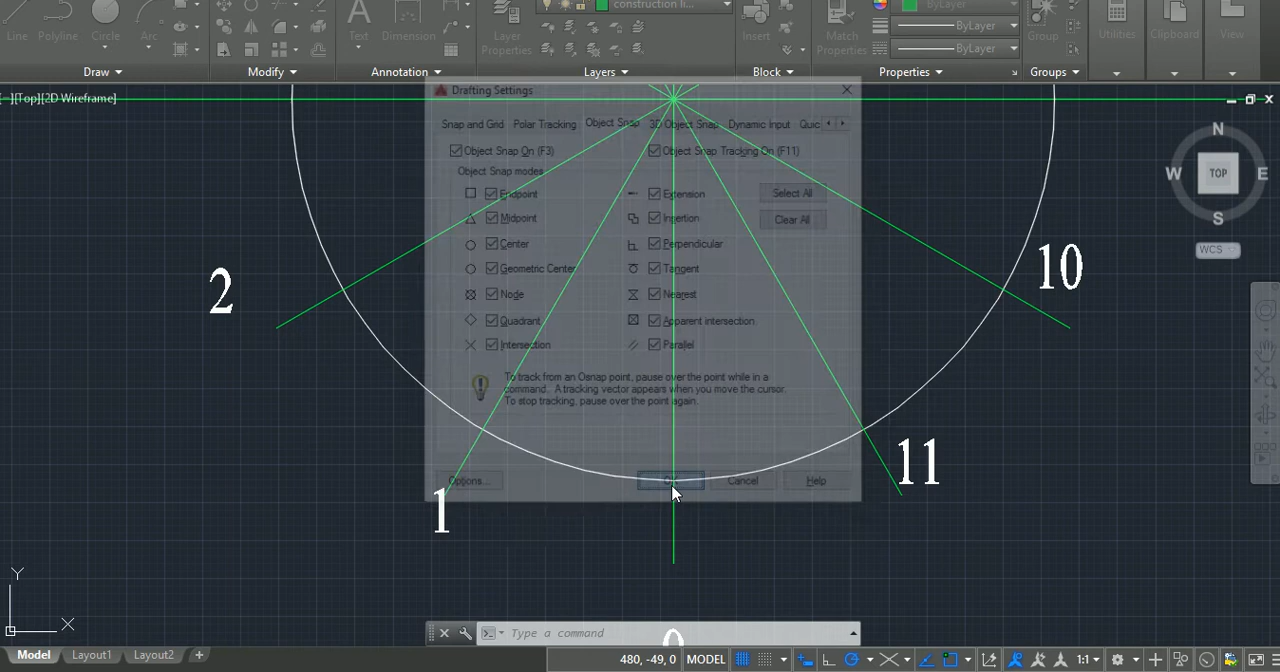 construction li...
ByLayer
Line Polyline Circle Arc Text Dimension Layer Properties Insert Match Properties Group Utilities Clipboard View
ByLayer
ByLayer
Draw Modify Annotation Layers Block Properties Groups
[−][Top][2D Wireframe]
Drafting Settings
Snap and Grid Polar Tracking Object Snap 3D Object Snap Dynamic Input Quic
Object Snap On (F3) Object Snap Tracking On (F11)
Object Snap modes
Endpoint Extension Select All
Midpoint Insertion Clear All
Center Perpendicular
Geometric Center Tangent
Node Nearest
Quadrant Apparent intersection
Intersection Parallel
To track from an Osnap point, pause over the point while in a
command. A tracking vector appears when you move the cursor.
To stop tracking, pause over the point again.
Options... Cancel Help
N
W TOP E
S
WCS
2
10
11
1
0
Y
X
Type a command
Model Layout1 Layout2 +
480, -49, 0 MODEL 1:1